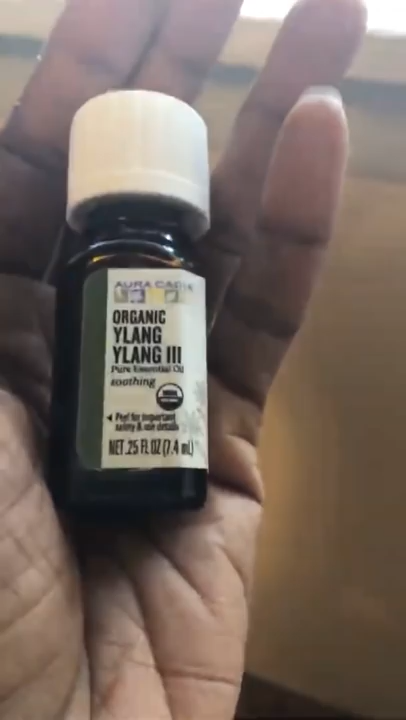 AURA CACIA
ORGANIC
YLANG
YLANG III
Pure Essential Oil
soothing
Peel for important
safety & use details
NET .25 FL OZ (7.4 mL)